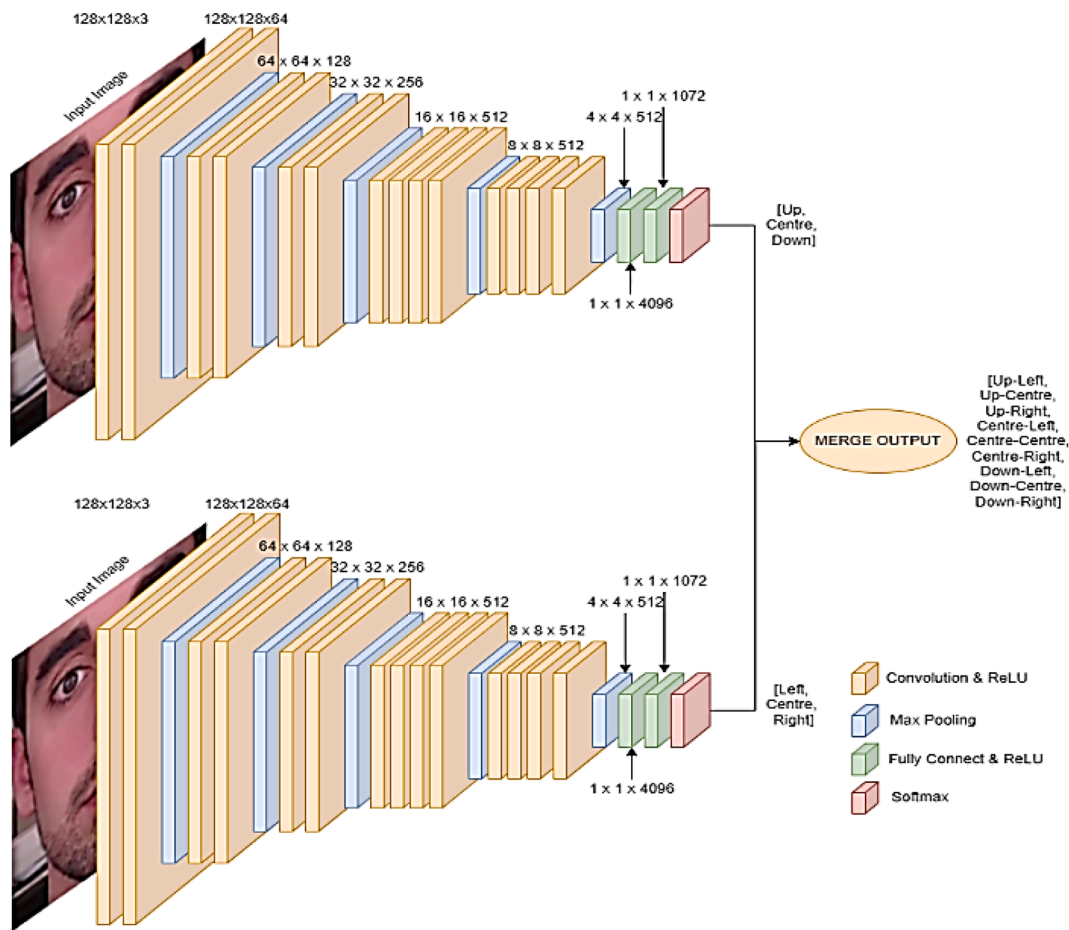 128x128x3
128x128x64
Input Image
64 x 64 x 128
32 x 32 x 256
16 x 16 x 512
8 x 8 x 512
1 x 1 x 1072
4 x 4 x 512
1 x 1 x 4096
[Up,
Centre,
Down]
[Up-Left,
Up-Centre,
Up-Right,
Centre-Left,
Centre-Centre,
Centre-Right,
Down-Left,
Down-Centre,
Down-Right]
MERGE OUTPUT
128x128x3
128x128x64
Input Image
64 x 64 x 128
32 x 32 x 256
16 x 16 x 512
8 x 8 x 512
1 x 1 x 1072
4 x 4 x 512
1 x 1 x 4096
[Left,
Centre,
Right]
Convolution & ReLU
Max Pooling
Fully Connect & ReLU
Softmax